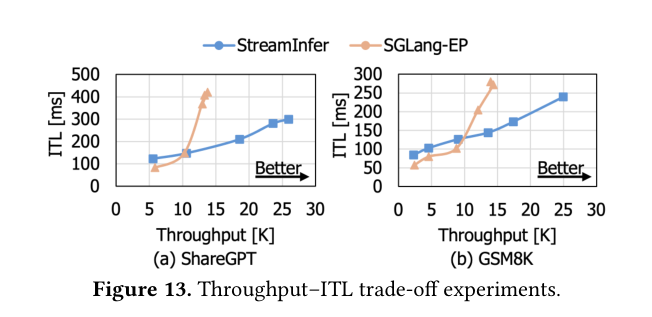 StreamInfer SGLang-EP
ITL [ms]
500
400
300
200
100
0
Better
0 5 10 15 20 25 30
Throughput [K]
(a) ShareGPT
ITL [ms]
300
250
200
150
100
50
0
Better
0 5 10 15 20 25 30
Throughput [K]
(b) GSM8K
Figure 13. Throughput–ITL trade-off experiments.